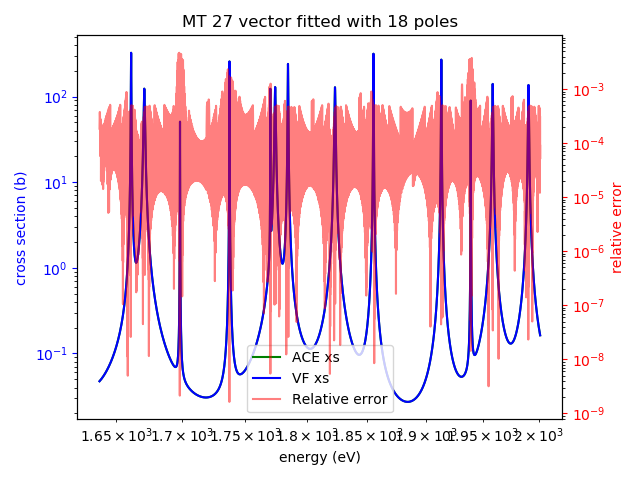 MT 27 vector fitted with 18 poles
cross section (b)
10²
10¹
10⁰
10⁻¹
10⁻³
10⁻⁴
10⁻⁵
10⁻⁶
10⁻⁷
10⁻⁸
10⁻⁹
relative error
ACE xs
VF xs
Relative error
1.65 × 10³ 1.7 × 10³ 1.75 × 10³ 1.8 × 10³ 1.85 × 10³ 1.9 × 10³ 1.95 × 10³ 2 × 10³
energy (eV)